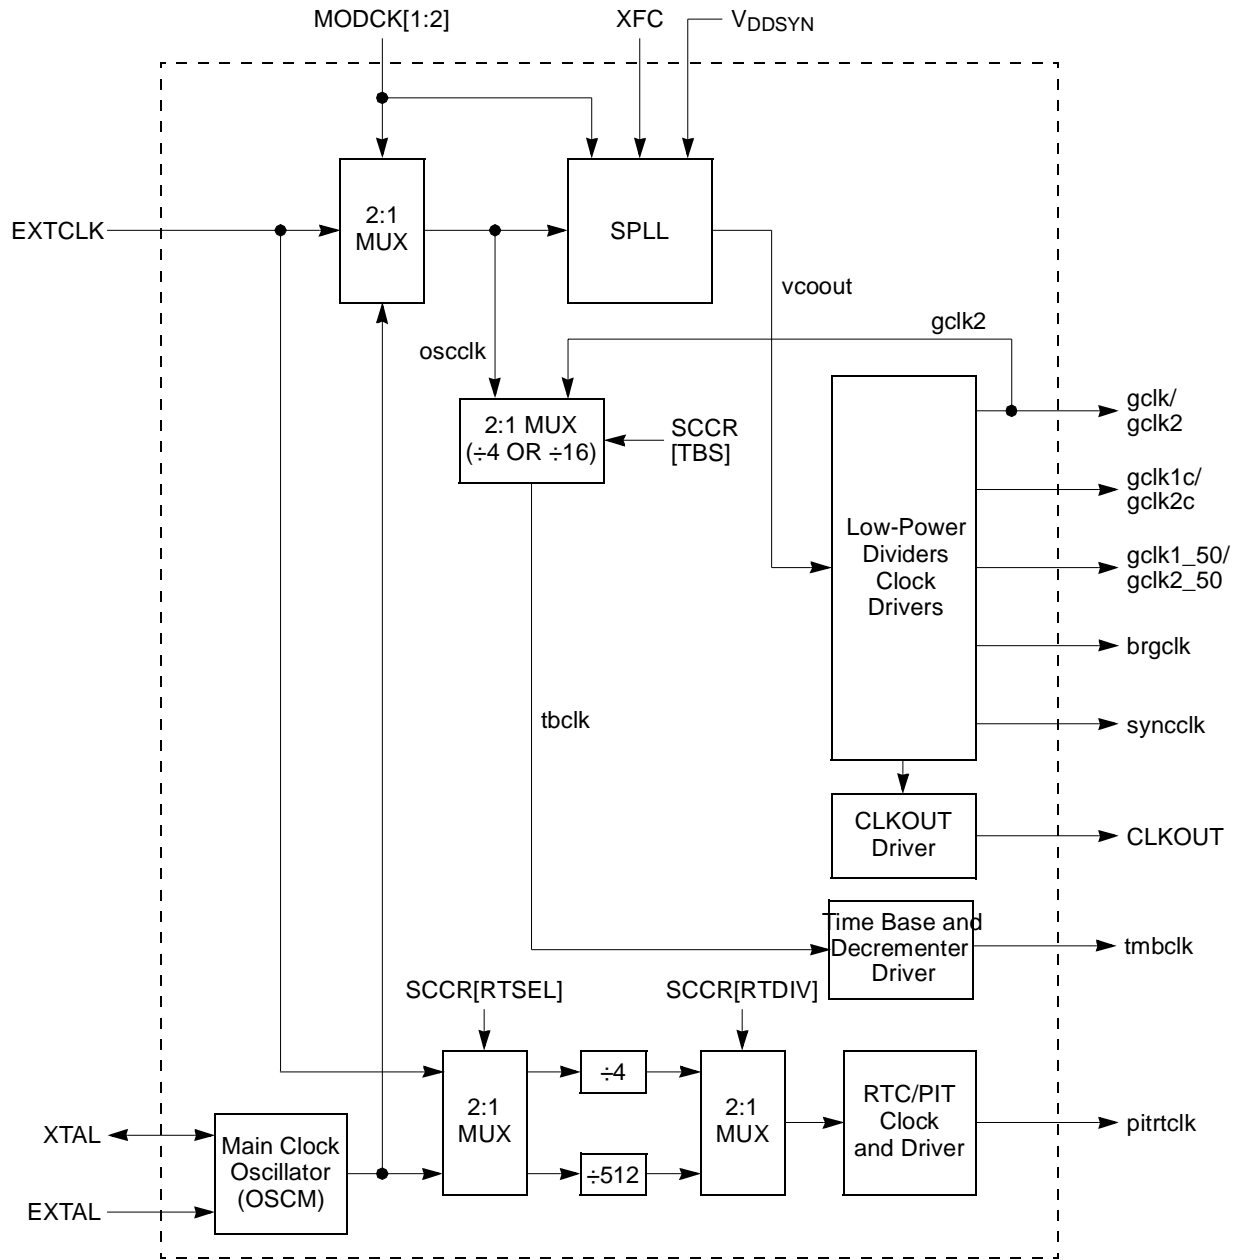 MODCK[1:2]
XFC
VDDSYN
EXTCLK
2:1
MUX
SPLL
vcoout
gclk2
oscclk
2:1 MUX
(÷4 OR ÷16)
SCCR
[TBS]
gclk/
gclk2
gclk1c/
gclk2c
Low-Power
Dividers
Clock
Drivers
gclk1_50/
gclk2_50
brgclk
tbclk
syncclk
CLKOUT
Driver
CLKOUT
Time Base and
Decrementer
Driver
tmbclk
SCCR[RTSEL]
SCCR[RTDIV]
÷4
2:1
MUX
÷512
2:1
MUX
RTC/PIT
Clock
and Driver
pitrtclk
XTAL
EXTAL
Main Clock
Oscillator
(OSCM)